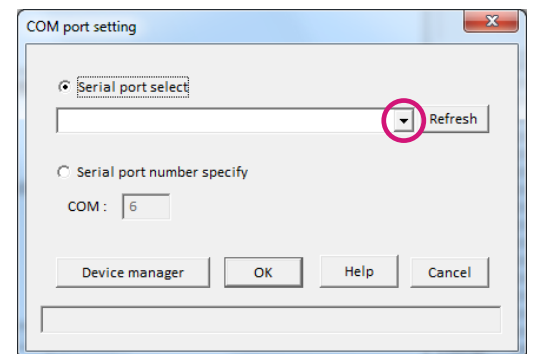 COM port setting
Serial port select
Refresh
Serial port number specify
COM : 6
Device manager OK Help Cancel